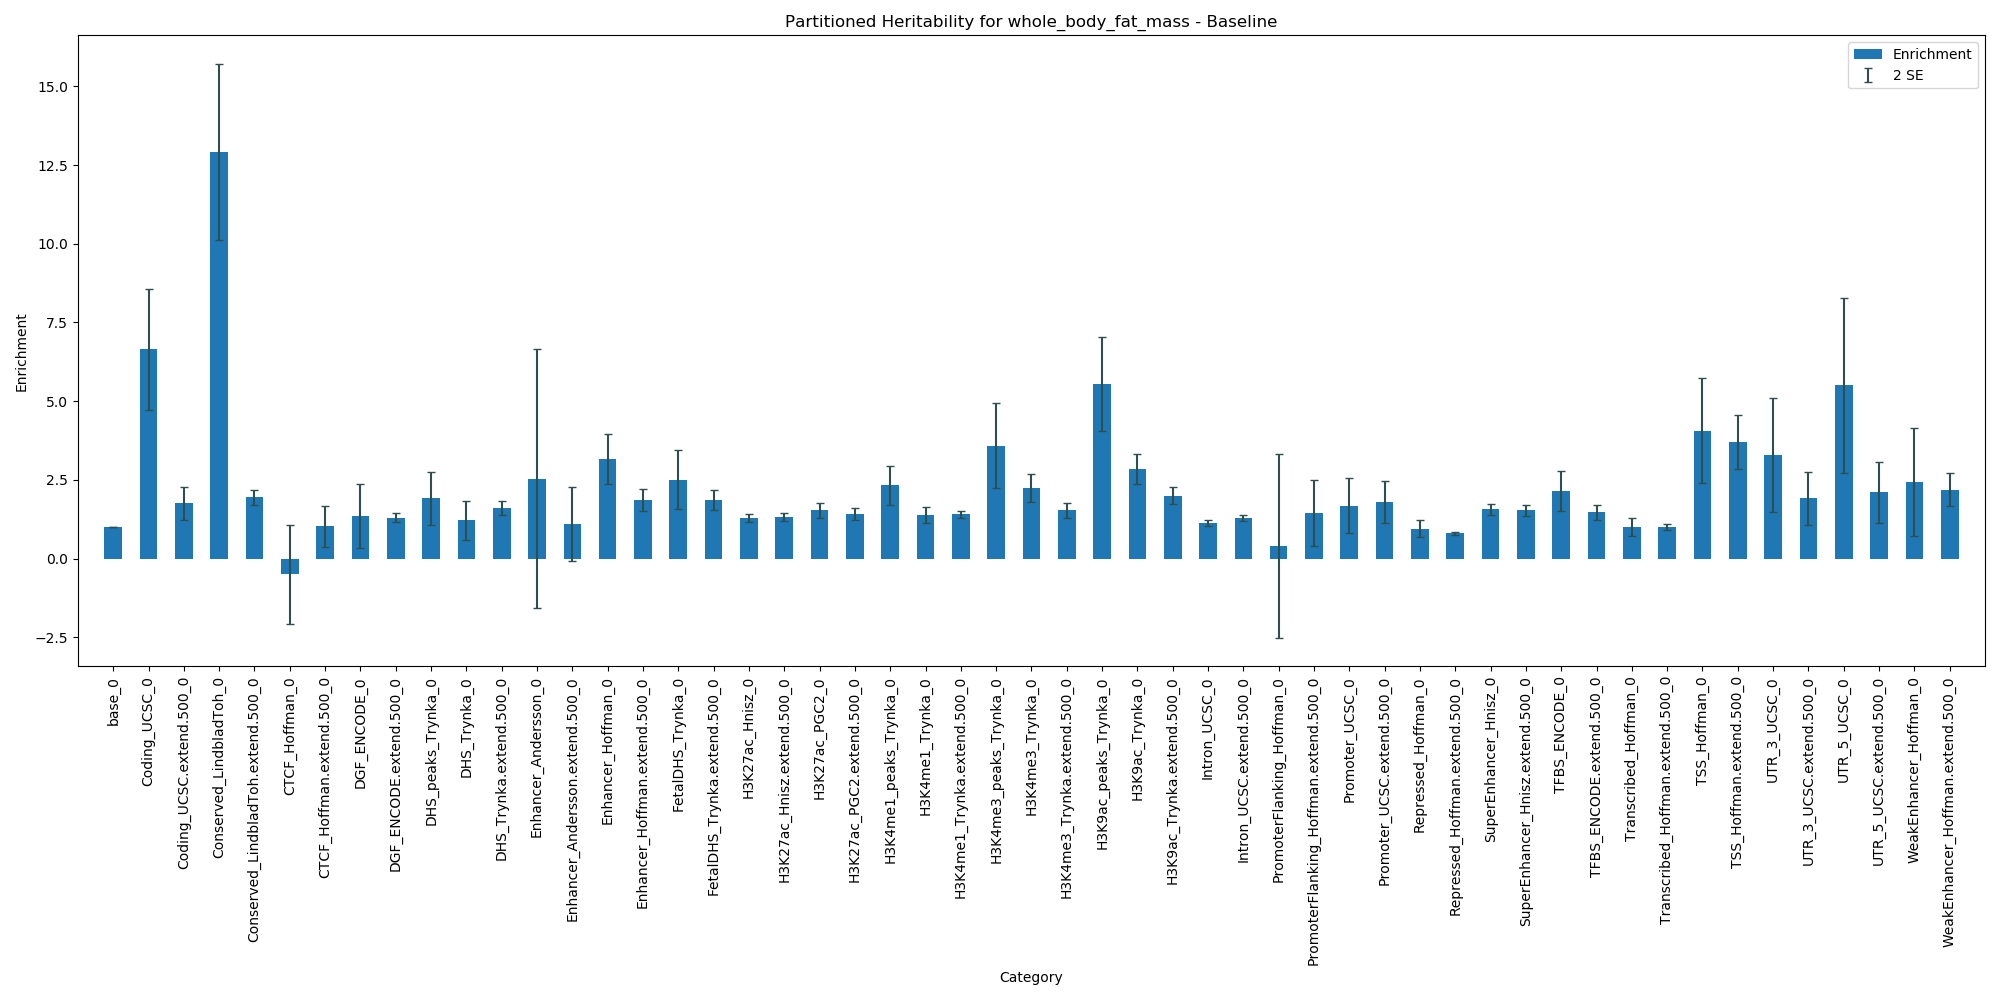 Partitioned Heritability for whole_body_fat_mass - Baseline
Enrichment
2 SE
Enrichment
15.0
12.5
10.0
7.5
5.0
2.5
0.0
−2.5
base_0
Coding_UCSC_0
Coding_UCSC.extend.500_0
Conserved_LindbladToh_0
Conserved_LindbladToh.extend.500_0
CTCF_Hoffman_0
CTCF_Hoffman.extend.500_0
DGF_ENCODE_0
DGF_ENCODE.extend.500_0
DHS_peaks_Trynka_0
DHS_Trynka_0
DHS_Trynka.extend.500_0
Enhancer_Andersson_0
Enhancer_Andersson.extend.500_0
Enhancer_Hoffman_0
Enhancer_Hoffman.extend.500_0
FetalDHS_Trynka_0
FetalDHS_Trynka.extend.500_0
H3K27ac_Hnisz_0
H3K27ac_Hnisz.extend.500_0
H3K27ac_PGC2_0
H3K27ac_PGC2.extend.500_0
H3K4me1_peaks_Trynka_0
H3K4me1_Trynka_0
H3K4me1_Trynka.extend.500_0
H3K4me3_peaks_Trynka_0
H3K4me3_Trynka_0
H3K4me3_Trynka.extend.500_0
H3K9ac_peaks_Trynka_0
H3K9ac_Trynka_0
H3K9ac_Trynka.extend.500_0
Intron_UCSC_0
Intron_UCSC.extend.500_0
PromoterFlanking_Hoffman_0
PromoterFlanking_Hoffman.extend.500_0
Promoter_UCSC_0
Promoter_UCSC.extend.500_0
Repressed_Hoffman_0
Repressed_Hoffman.extend.500_0
SuperEnhancer_Hnisz_0
SuperEnhancer_Hnisz.extend.500_0
TFBS_ENCODE_0
TFBS_ENCODE.extend.500_0
Transcribed_Hoffman_0
Transcribed_Hoffman.extend.500_0
TSS_Hoffman_0
TSS_Hoffman.extend.500_0
UTR_3_UCSC_0
UTR_3_UCSC.extend.500_0
UTR_5_UCSC_0
UTR_5_UCSC.extend.500_0
WeakEnhancer_Hoffman_0
WeakEnhancer_Hoffman.extend.500_0
Category